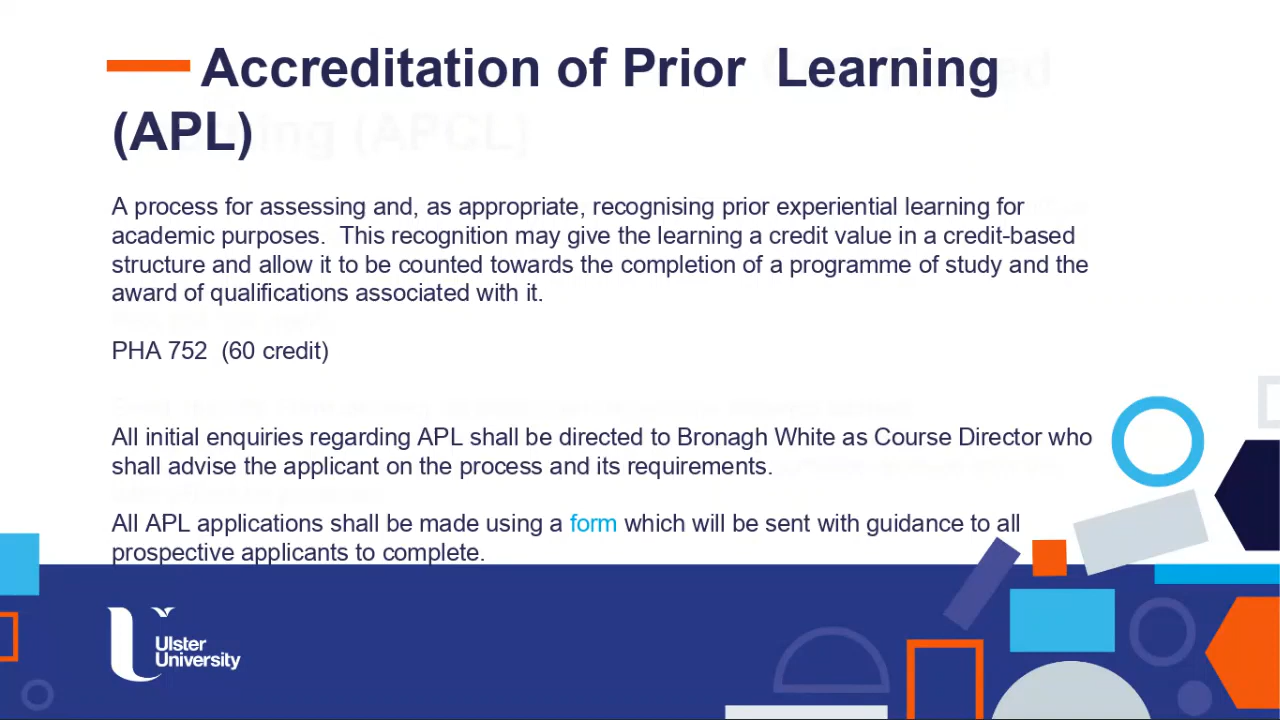 Accreditation of Prior  Learning
(APL)
A process for assessing and, as appropriate, recognising prior experiential learning for
academic purposes.  This recognition may give the learning a credit value in a credit-based
structure and allow it to be counted towards the completion of a programme of study and the
award of qualifications associated with it.
PHA 752  (60 credit)
All initial enquiries regarding APL shall be directed to Bronagh White as Course Director who
shall advise the applicant on the process and its requirements.
All APL applications shall be made using a form which will be sent with guidance to all
prospective applicants to complete.
Ulster
University